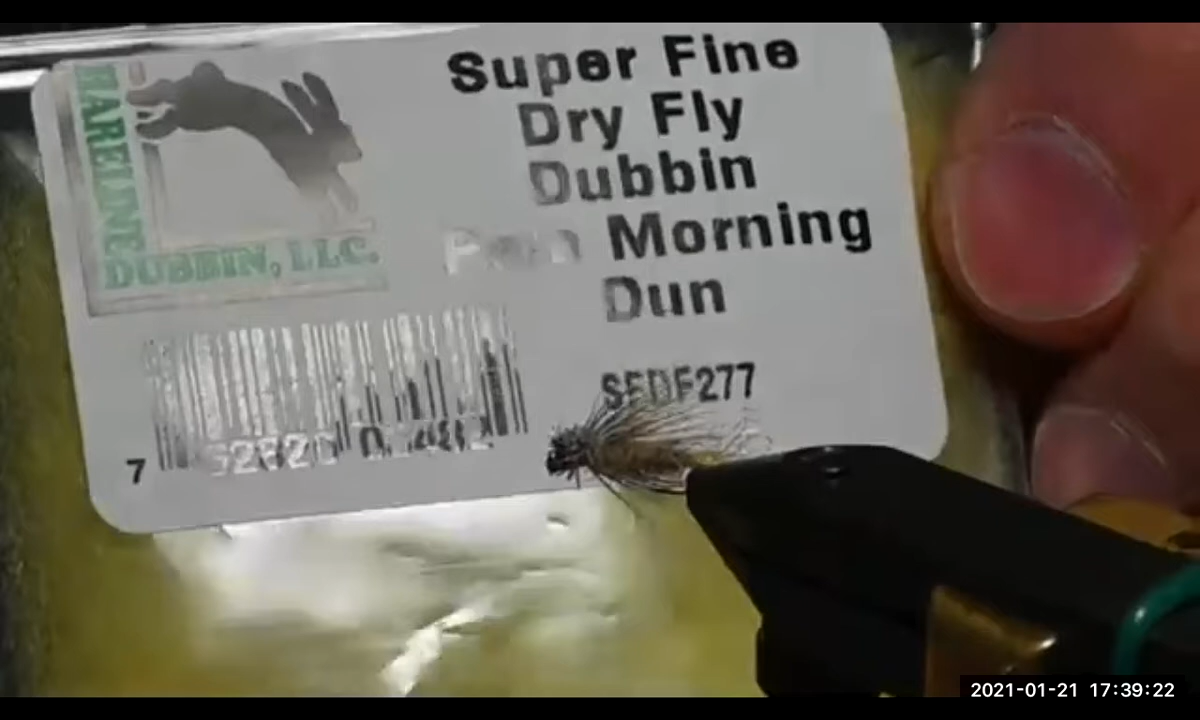 Super Fine
Dry Fly
Dubbin
Morning
Dun
HARELINE
DUBBIN, LLC.
SFDF277
7
2021-01-21 17:39:22